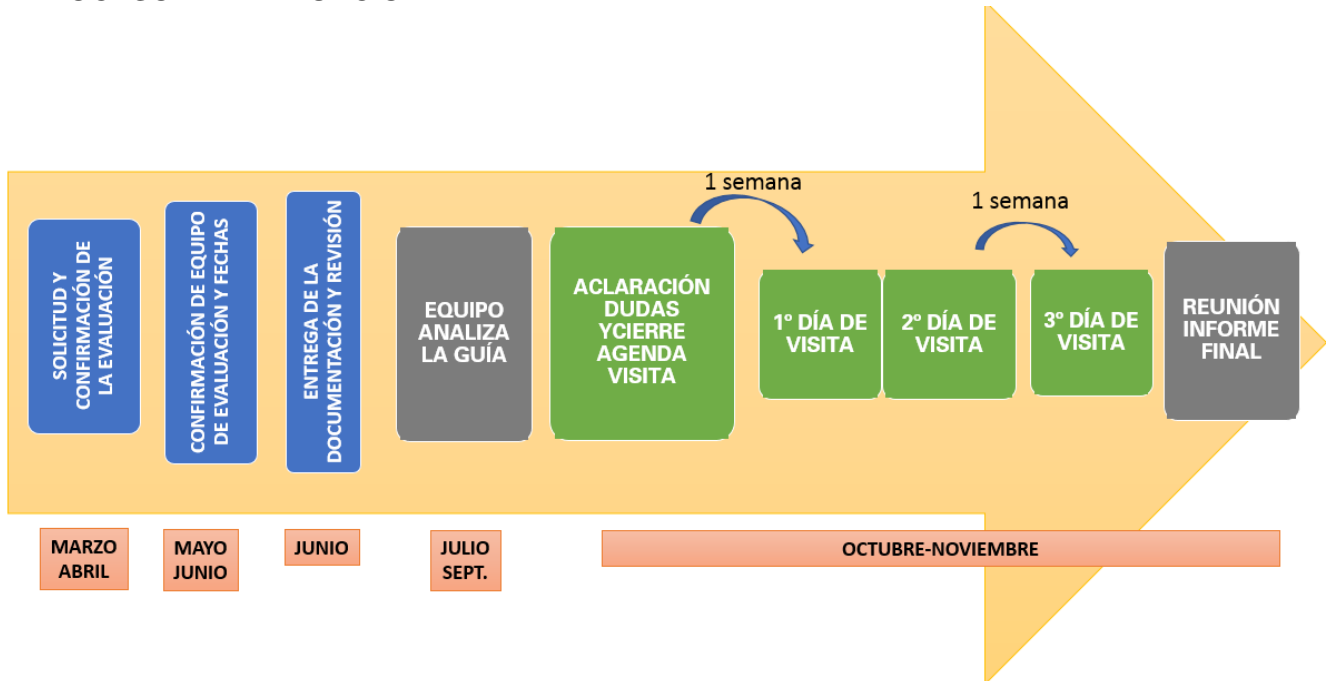 SOLICITUD Y
CONFIRMACIÓN DE
LA EVALUACIÓN
CONFIRMACIÓN DE EQUIPO
DE EVALUACIÓN Y FECHAS
ENTREGA DE LA
DOCUMENTACIÓN Y REVISIÓN
EQUIPO
ANALIZA
LA GUÍA
ACLARACIÓN
DUDAS
YCIERRE
AGENDA
VISITA
1 semana
1º DÍA DE
VISITA
2º DÍA DE
VISITA
1 semana
3º DÍA DE
VISITA
REUNIÓN
INFORME
FINAL
MARZO
ABRIL
MAYO
JUNIO
JUNIO
JULIO
SEPT.
OCTUBRE-NOVIEMBRE